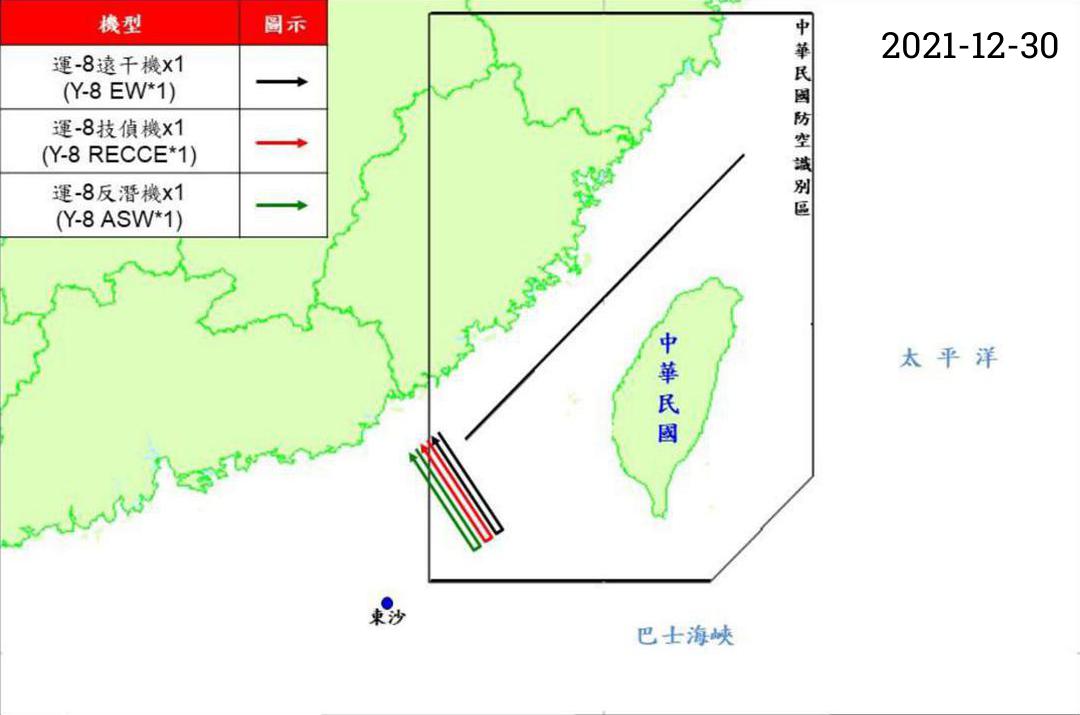 機型
圖示
運-8遠干機x1
(Y-8 EW*1)
運-8技偵機x1
(Y-8 RECCE*1)
運-8反潛機x1
(Y-8 ASW*1)
2021-12-30
中華民國防空識別區
中華民國
太平洋
東沙
巴士海峽